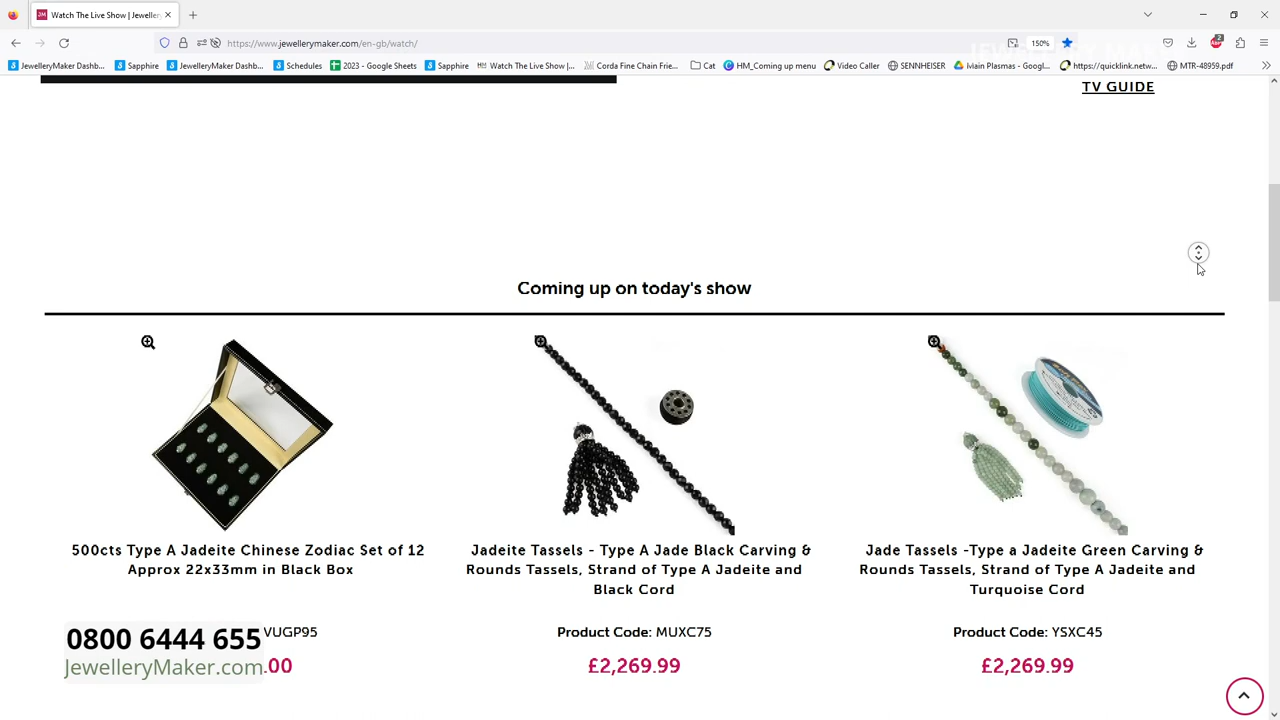 Watch The Live Show | Jeweller
https://www.jewellerymaker.com/en-gb/watch/
150%
2
JewelleryMaker Dashb...
Sapphire
JewelleryMaker Dashb...
Schedules
2023 - Google Sheets
Sapphire
Watch The Live Show |...
Corda Fine Chain Frie...
Cat
HM_Coming up menu
Video Caller
SENNHEISER
Main Plasmas - Googl...
https://quicklink.netw...
MTR-48959.pdf
TV GUIDE
Coming up on today's show
500cts Type A Jadeite Chinese Zodiac Set of 12
Approx 22x33mm in Black Box
VUGP95
.00
Jadeite Tassels - Type A Jade Black Carving &
Rounds Tassels, Strand of Type A Jadeite and
Black Cord
Product Code: MUXC75
£2,269.99
Jade Tassels -Type a Jadeite Green Carving &
Rounds Tassels, Strand of Type A Jadeite and
Turquoise Cord
Product Code: YSXC45
£2,269.99
0800 6444 655
JewelleryMaker.com